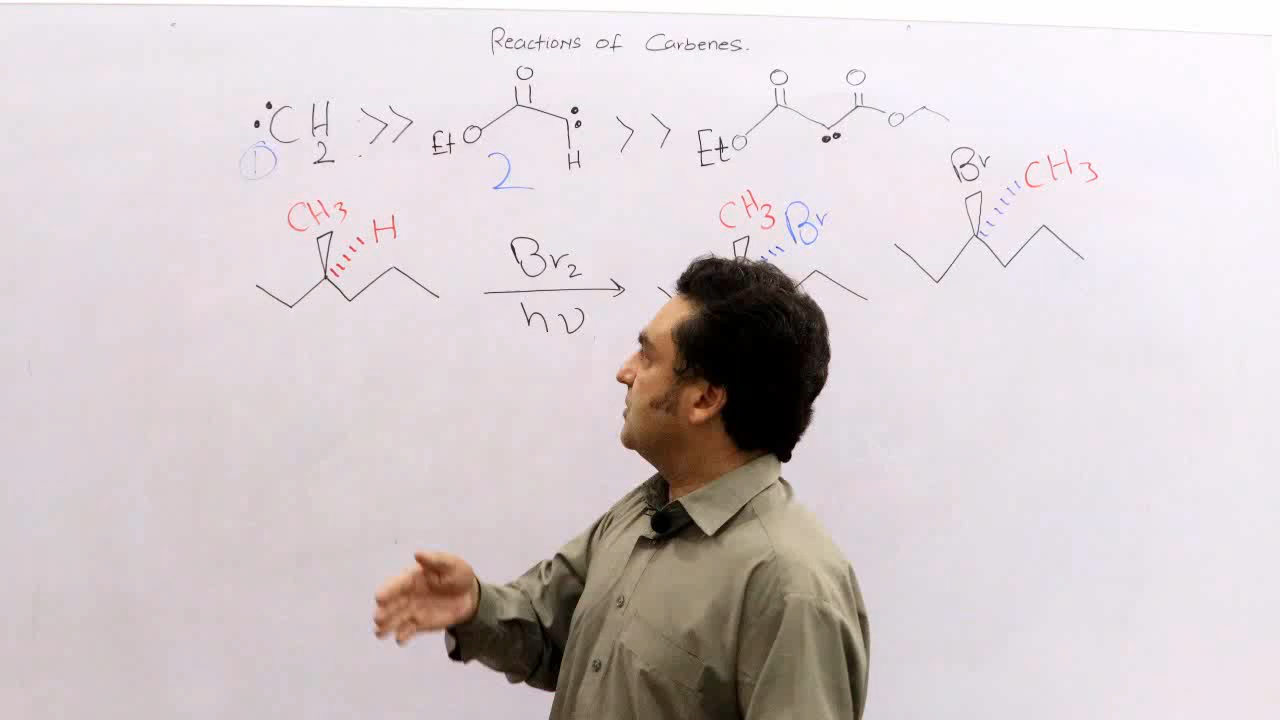 Reactions of Carbenes.
:CH2 >> EtO O : H >> EtO O O : O
1 2
CH3 H Br2 hν CH3 Br Br CH3